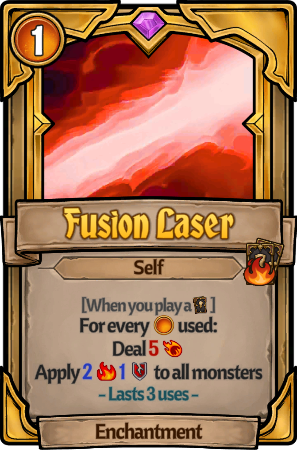 1
Fusion Laser
Self
[When you play a ]
For every used:
Deal 5
Apply 2 1 to all monsters
- Lasts 3 uses -
Enchantment